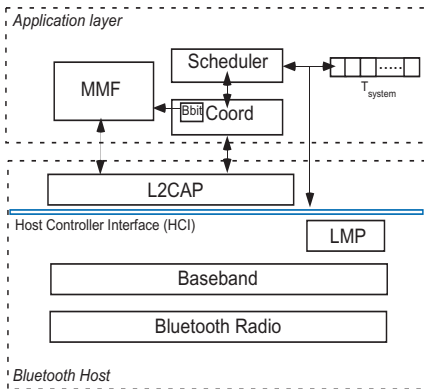 Application layer
Scheduler
MMF
T system
Bbit
Coord
L2CAP
Host Controller Interface (HCI)
LMP
Baseband
Bluetooth Radio
Bluetooth Host